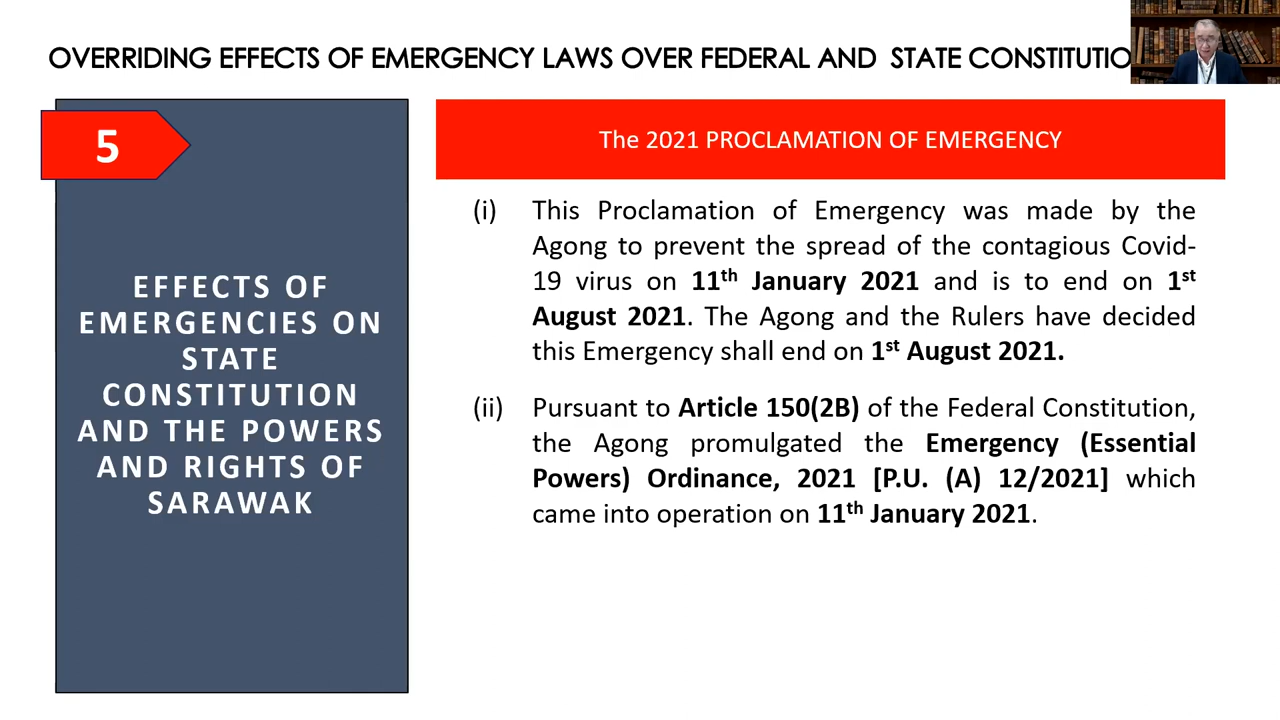 OVERRIDING EFFECTS OF EMERGENCY LAWS OVER FEDERAL AND STATE CONSTITUTIO
5
EFFECTS OF
EMERGENCIES ON
STATE
CONSTITUTION
AND THE POWERS
AND RIGHTS OF
SARAWAK
The 2021 PROCLAMATION OF EMERGENCY
(i) This Proclamation of Emergency was made by the
Agong to prevent the spread of the contagious Covid-
19 virus on 11th January 2021 and is to end on 1st
August 2021. The Agong and the Rulers have decided
this Emergency shall end on 1st August 2021.
(ii) Pursuant to Article 150(2B) of the Federal Constitution,
the Agong promulgated the Emergency (Essential
Powers) Ordinance, 2021 [P.U. (A) 12/2021] which
came into operation on 11th January 2021.